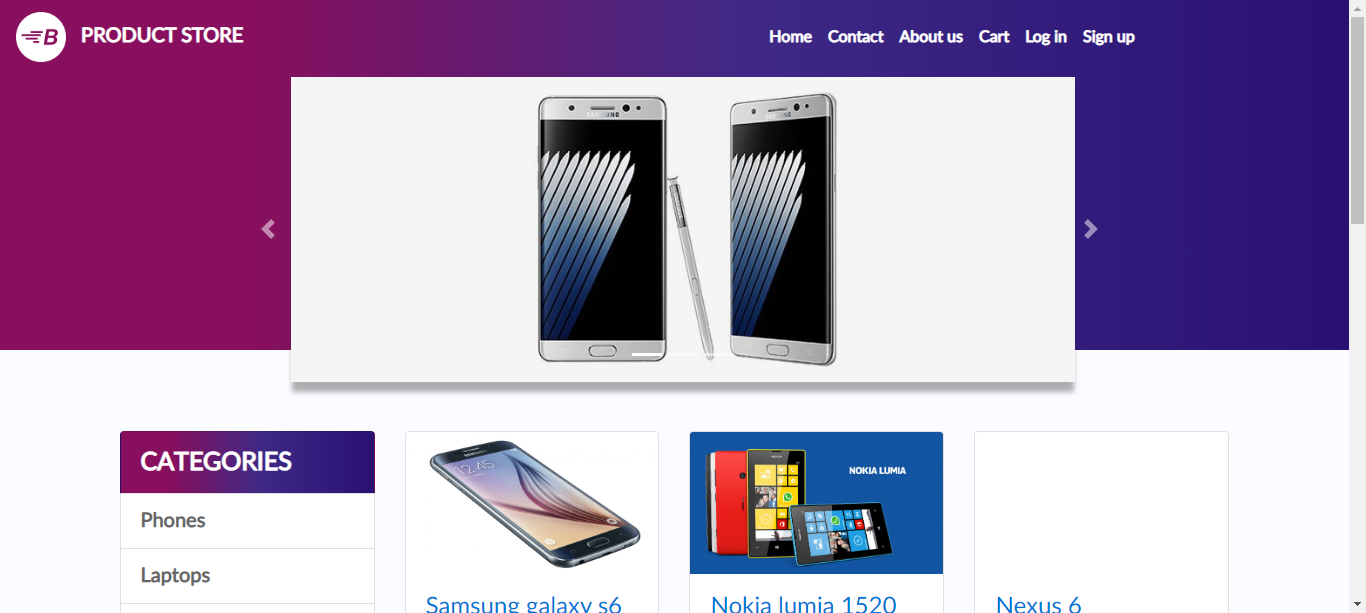 B PRODUCT STORE
Home Contact About us Cart Log in Sign up
SAMSUNG SAMSUNG
CATEGORIES
Phones
Laptops
SAMSUNG
12:45
Samsung galaxy s6
NOKIA LUMIA
Nokia lumia 1520
Nexus 6